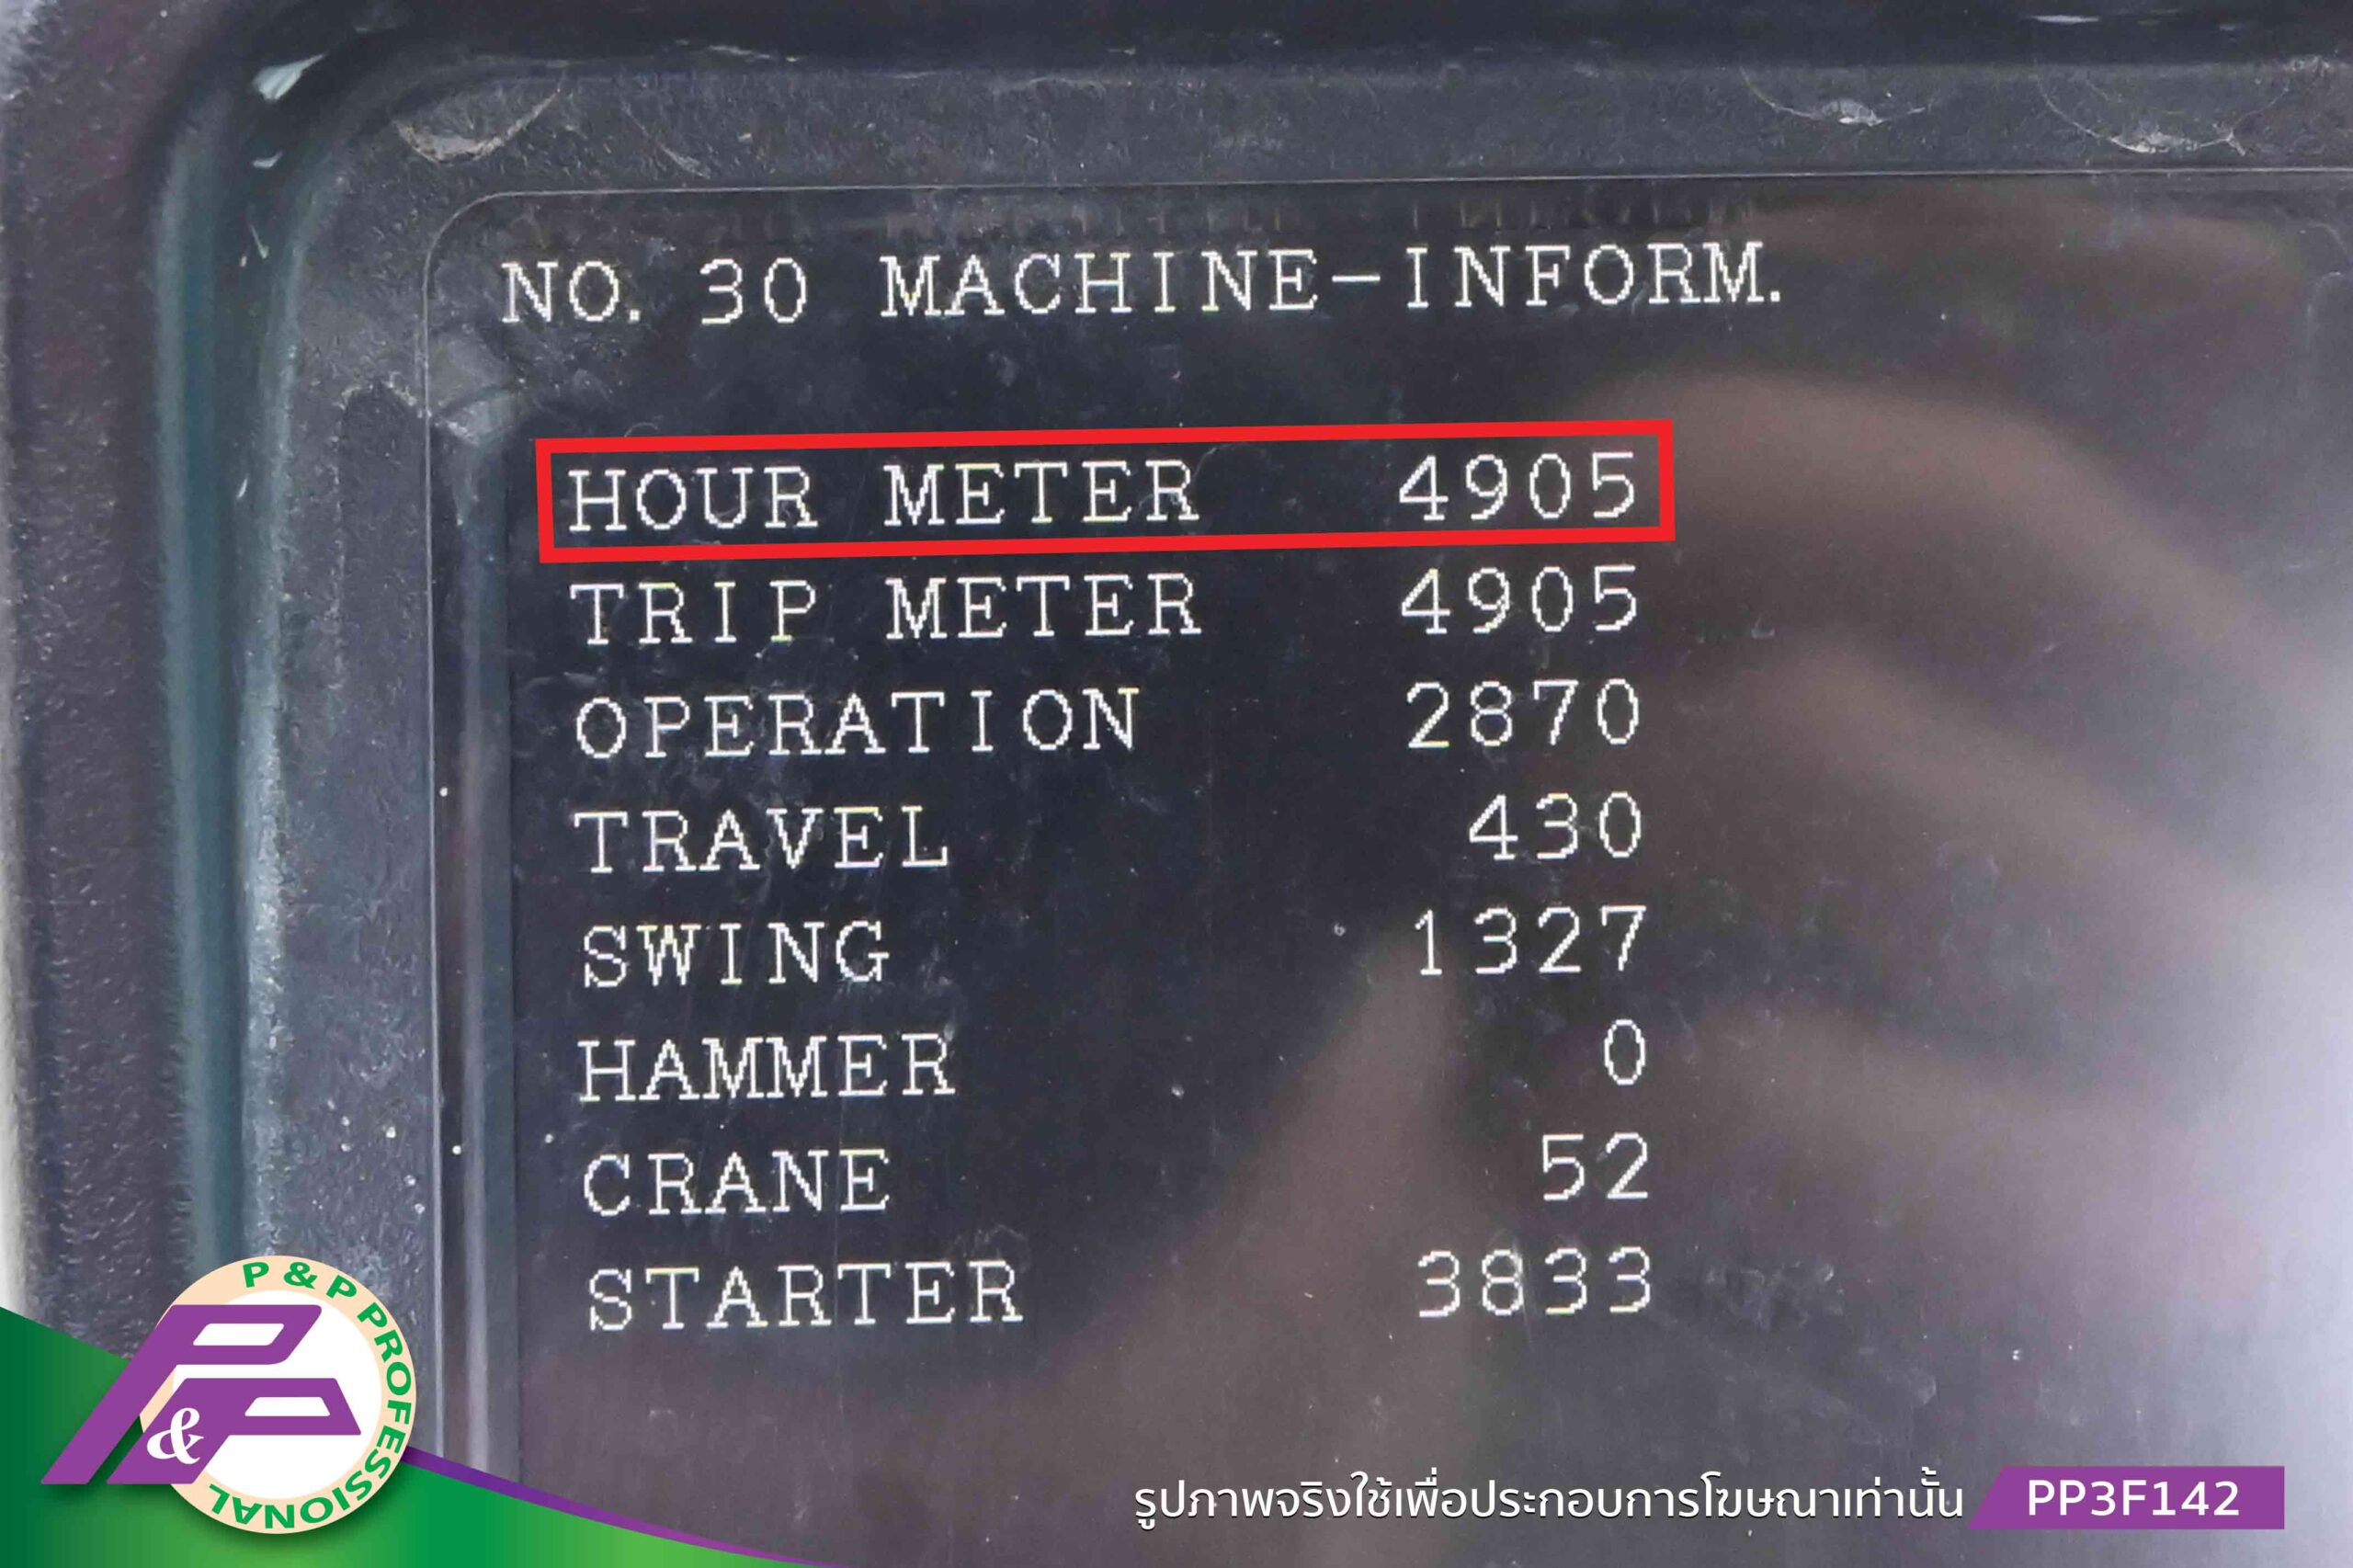 NO. 30 MACHINE-INFORM.
HOUR METER 4905
TRIP METER 4905
OPERATION 2870
TRAVEL 430
SWING 1327
HAMMER 0
CRANE 52
STARTER 3833
P & P PROFESSIONAL
P&P
รูปภาพจริงใช้เพื่อประกอบการโฆษณาเท่านั้น PP3F142